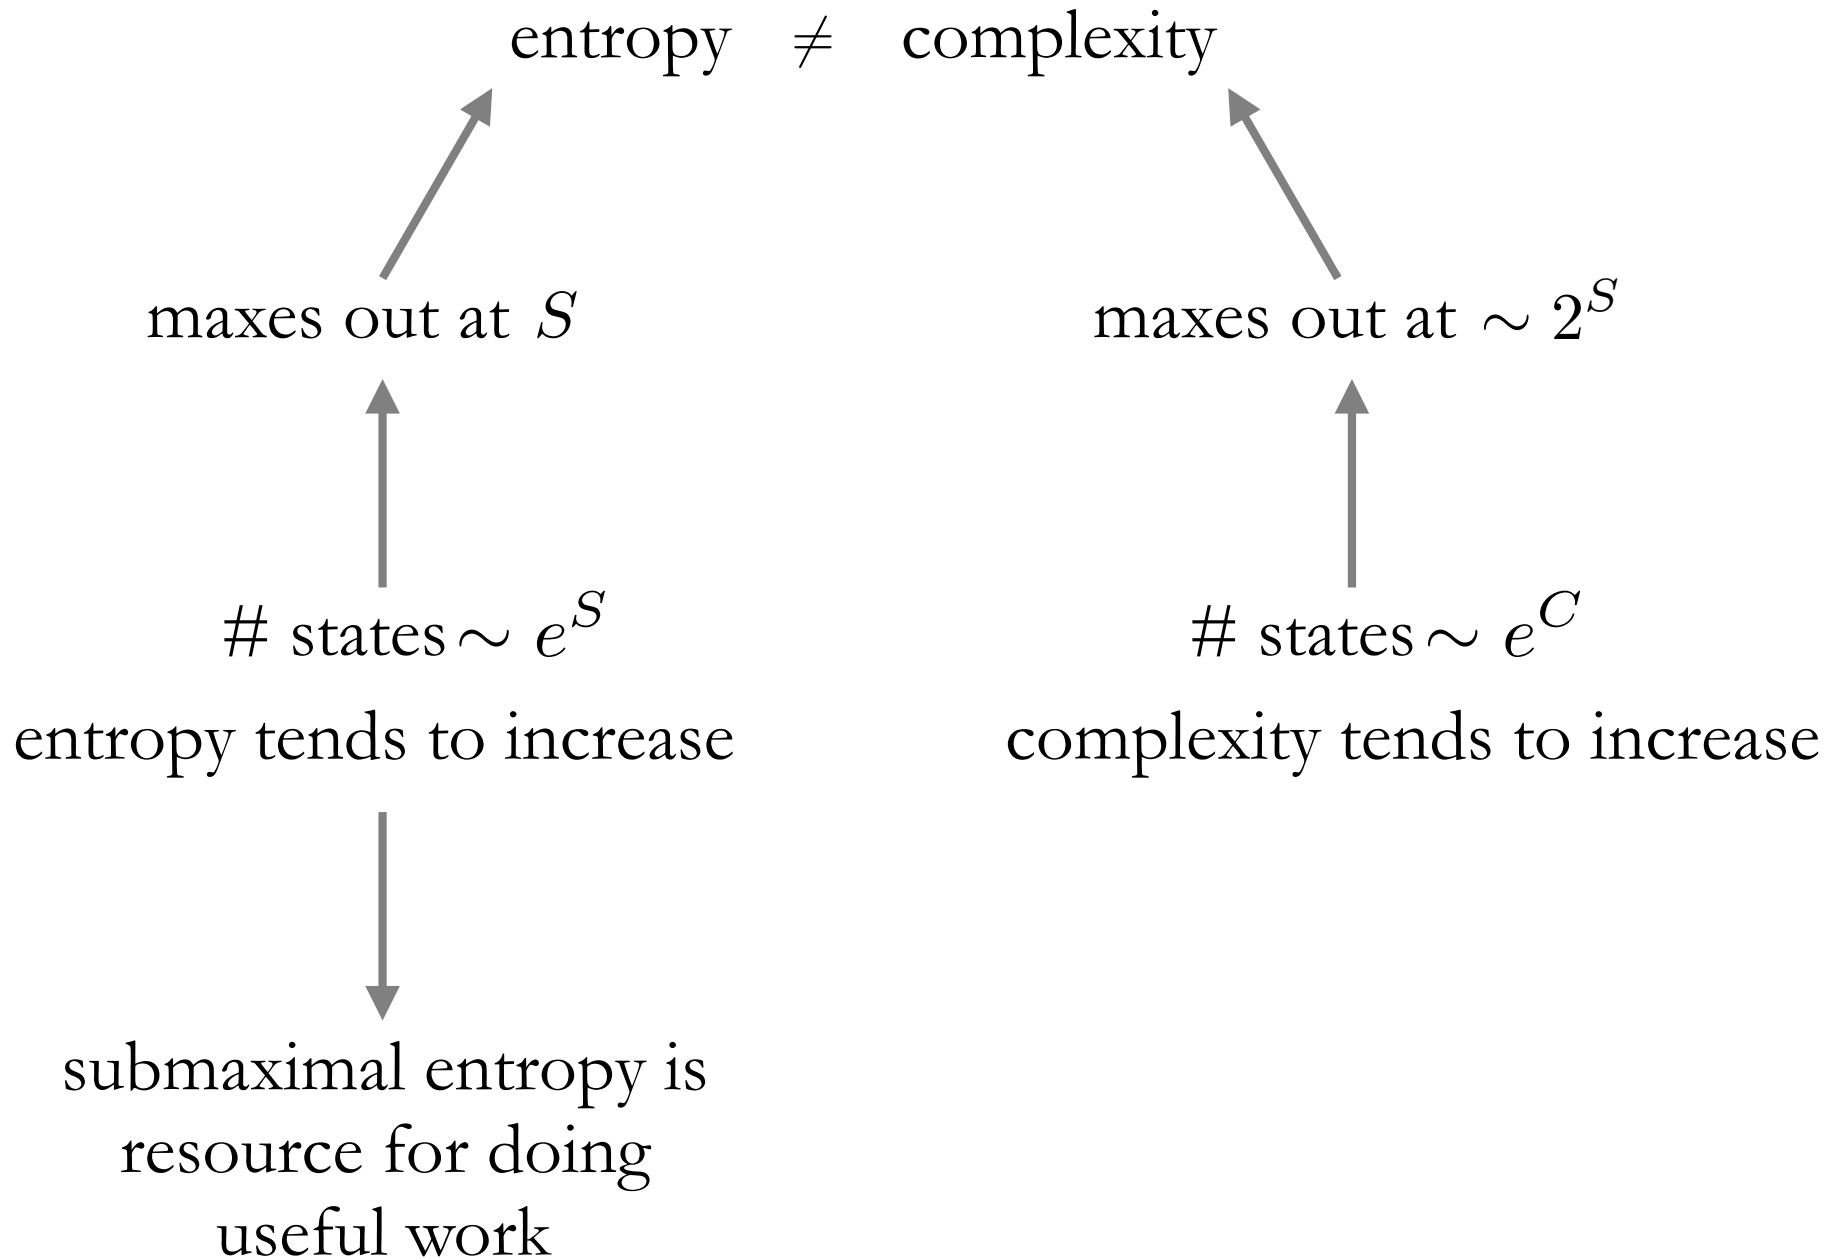 entropy ≠ complexity
maxes out at S
maxes out at ~ 2^S
# states ~ e^S
# states ~ e^C
entropy tends to increase
complexity tends to increase
submaximal entropy is
resource for doing
useful work